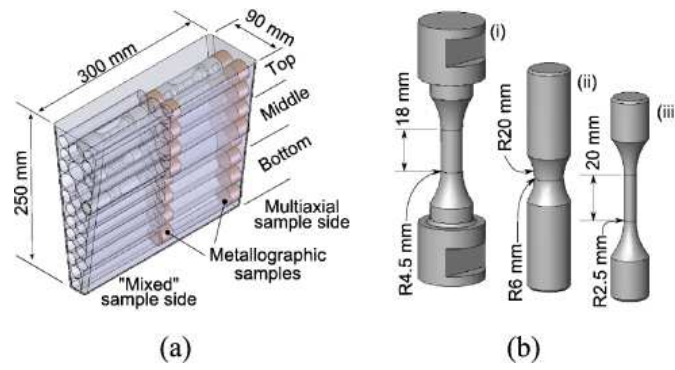 300 mm
90 mm
Top
Middle
Bottom
250 mm
Multiaxial
sample side
Metallographic
samples
"Mixed"
sample side
(a)
(i)
18 mm
R4.5 mm
(ii)
R20 mm
R6 mm
(iii
20 mm
R2.5 mm
(b)